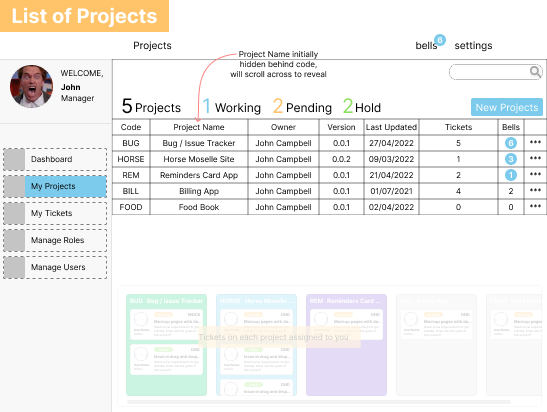 List of Projects
Projects
bells
6
settings
Project Name initially
hidden behind code,
will scroll across to reveal
WELCOME,
John
Manager
5 Projects 1 Working 2 Pending 2 Hold
New Projects
Code Project Name Owner Version Last Updated Tickets Bells
BUG Bug / Issue Tracker John Campbell 0.0.1 27/04/2022 5 6 •••
HORSE Horse Moselle Site John Campbell 0.0.2 09/03/2022 1 3 •••
REM Reminders Card App John Campbell 0.0.1 21/04/2022 2 1 •••
BILL Billing App John Campbell 0.0.1 01/07/2021 4 2 •••
FOOD Food Book John Campbell 0.0.1 02/04/2022 0 0 •••
Dashboard
My Projects
My Tickets
Manage Roles
Manage Users
BUG Bug / Issue Tracker
HORSE Horse Moselle
REM Reminders Card ...
Tickets on each project assigned to you